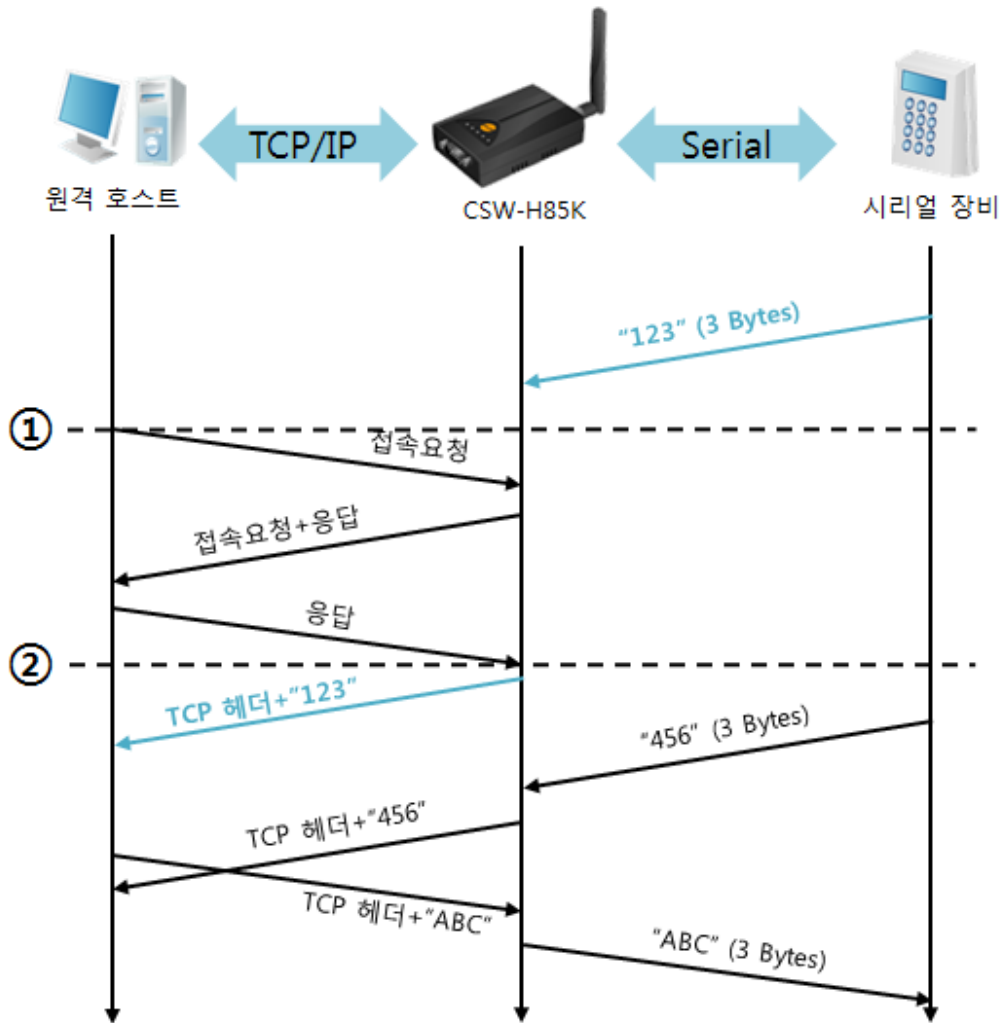 TCP/IP
Serial
원격 호스트
CSW-H85K
시리얼 장비
“123” (3 Bytes)
①
접속요청
접속요청+응답
응답
②
TCP 헤더+“123”
“456” (3 Bytes)
TCP 헤더+“456”
TCP 헤더+“ABC”
“ABC” (3 Bytes)